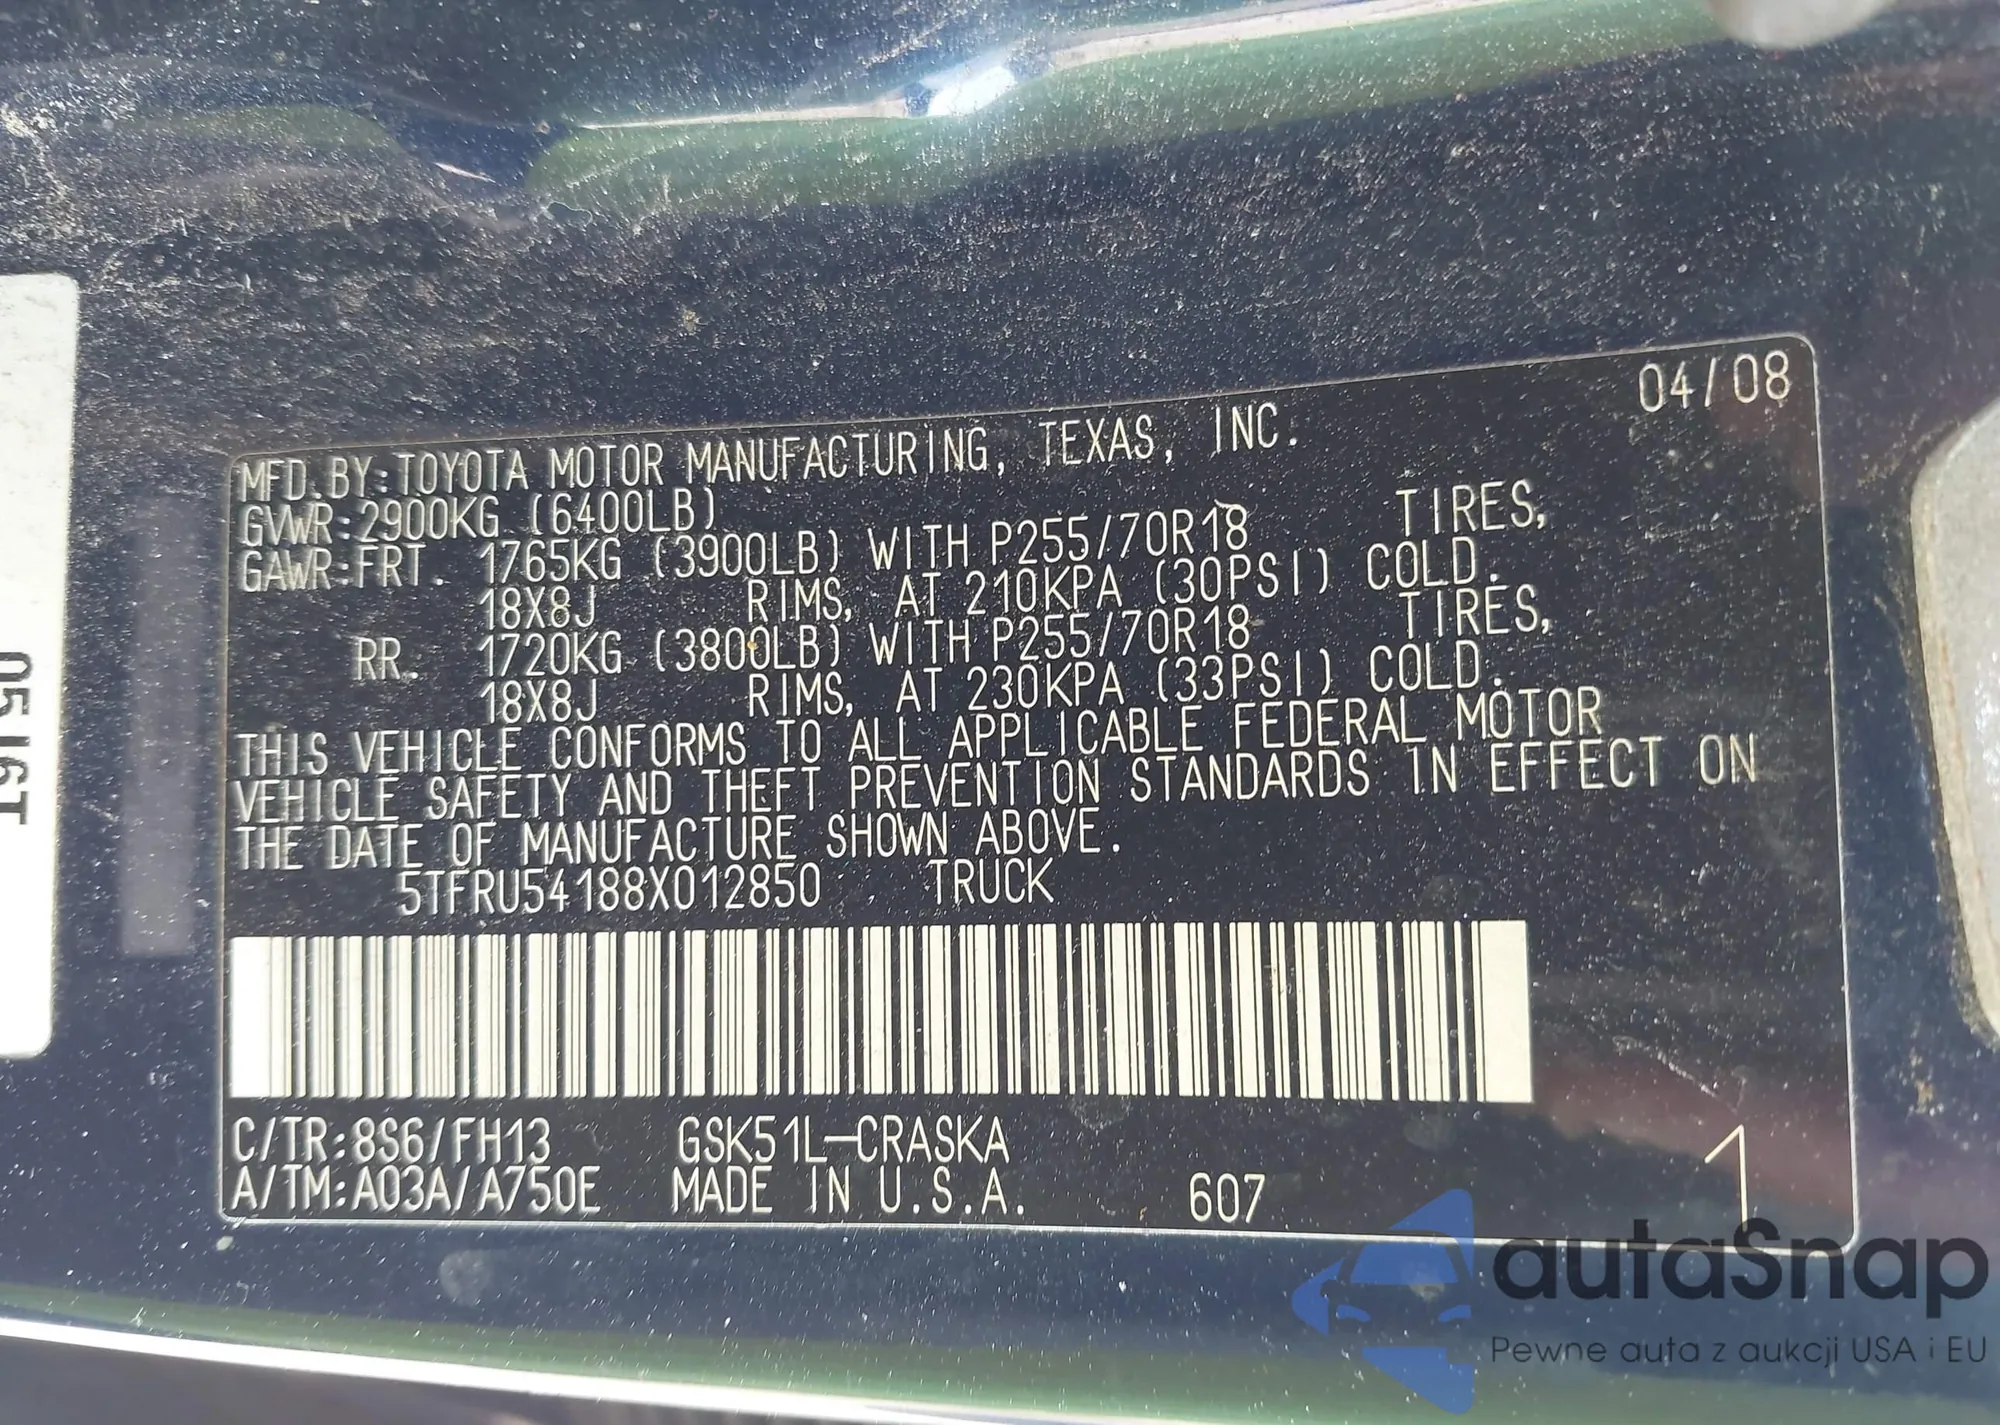 04/08
MFD.BY:TOYOTA MOTOR MANUFACTURING, TEXAS, INC.
GVWR:2900KG (6400LB)
GAWR:FRT. 1765KG (3900LB) WITH P255/70R18 TIRES,
18X8J RIMS, AT 210KPA (30PSI) COLD.
RR. 1720KG (3800LB) WITH P255/70R18 TIRES,
18X8J RIMS, AT 230KPA (33PSI) COLD.
THIS VEHICLE CONFORMS TO ALL APPLICABLE FEDERAL MOTOR
VEHICLE SAFETY AND THEFT PREVENTION STANDARDS IN EFFECT ON
THE DATE OF MANUFACTURE SHOWN ABOVE.
5TFRU54188X012850 TRUCK
C/TR:8S6/FH13 GSK51L-CRASKA
A/TM:A03A/A750E MADE IN U.S.A. 607
1
0516T
autaSnap
Pewne auta z aukcji USA i EU